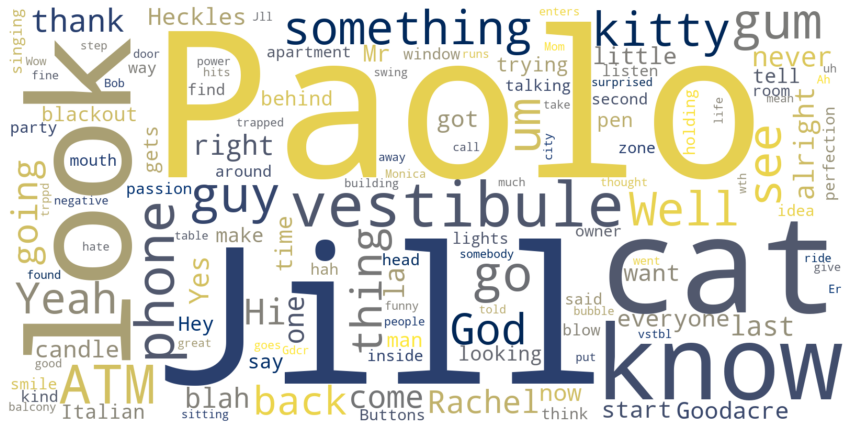 thank
Heckles
Jll
something
kitty
enters
gum
singing
Wow
step
door
fine
Bob
way
look
Paolo
power
hits
find
apartment
Mr
window
runs
Mom
trying
swing
talking
little
listen
surprised
second
take
never
tell
uh
Ah
room
mean
blackout
party
behind
trapped
got
um
pen
call
city
zone
holding
life
see
alright
perfection
mouth
gets
right
around
away
building
Monica
much
thought
wth
idea
going
trppd
negative
passion
guy
vestibule
Well
owner
hate
phone
table
make
time
thing
lights
somebody
cat
found
Yes
hah
la
head
go
want
went
ride
give
Er
Yeah
Hey
Hi
one
funny
people
told
God
said
bubble
everyone
last
candle
great
goes
Gdcr
man
blow
vstbl
good
say
inside
looking
put
Jill
know
smile
kind
ATM
balcony
Italian
blah
sitting
back
come
Buttons
Rachel
now
think
start
Goodacre